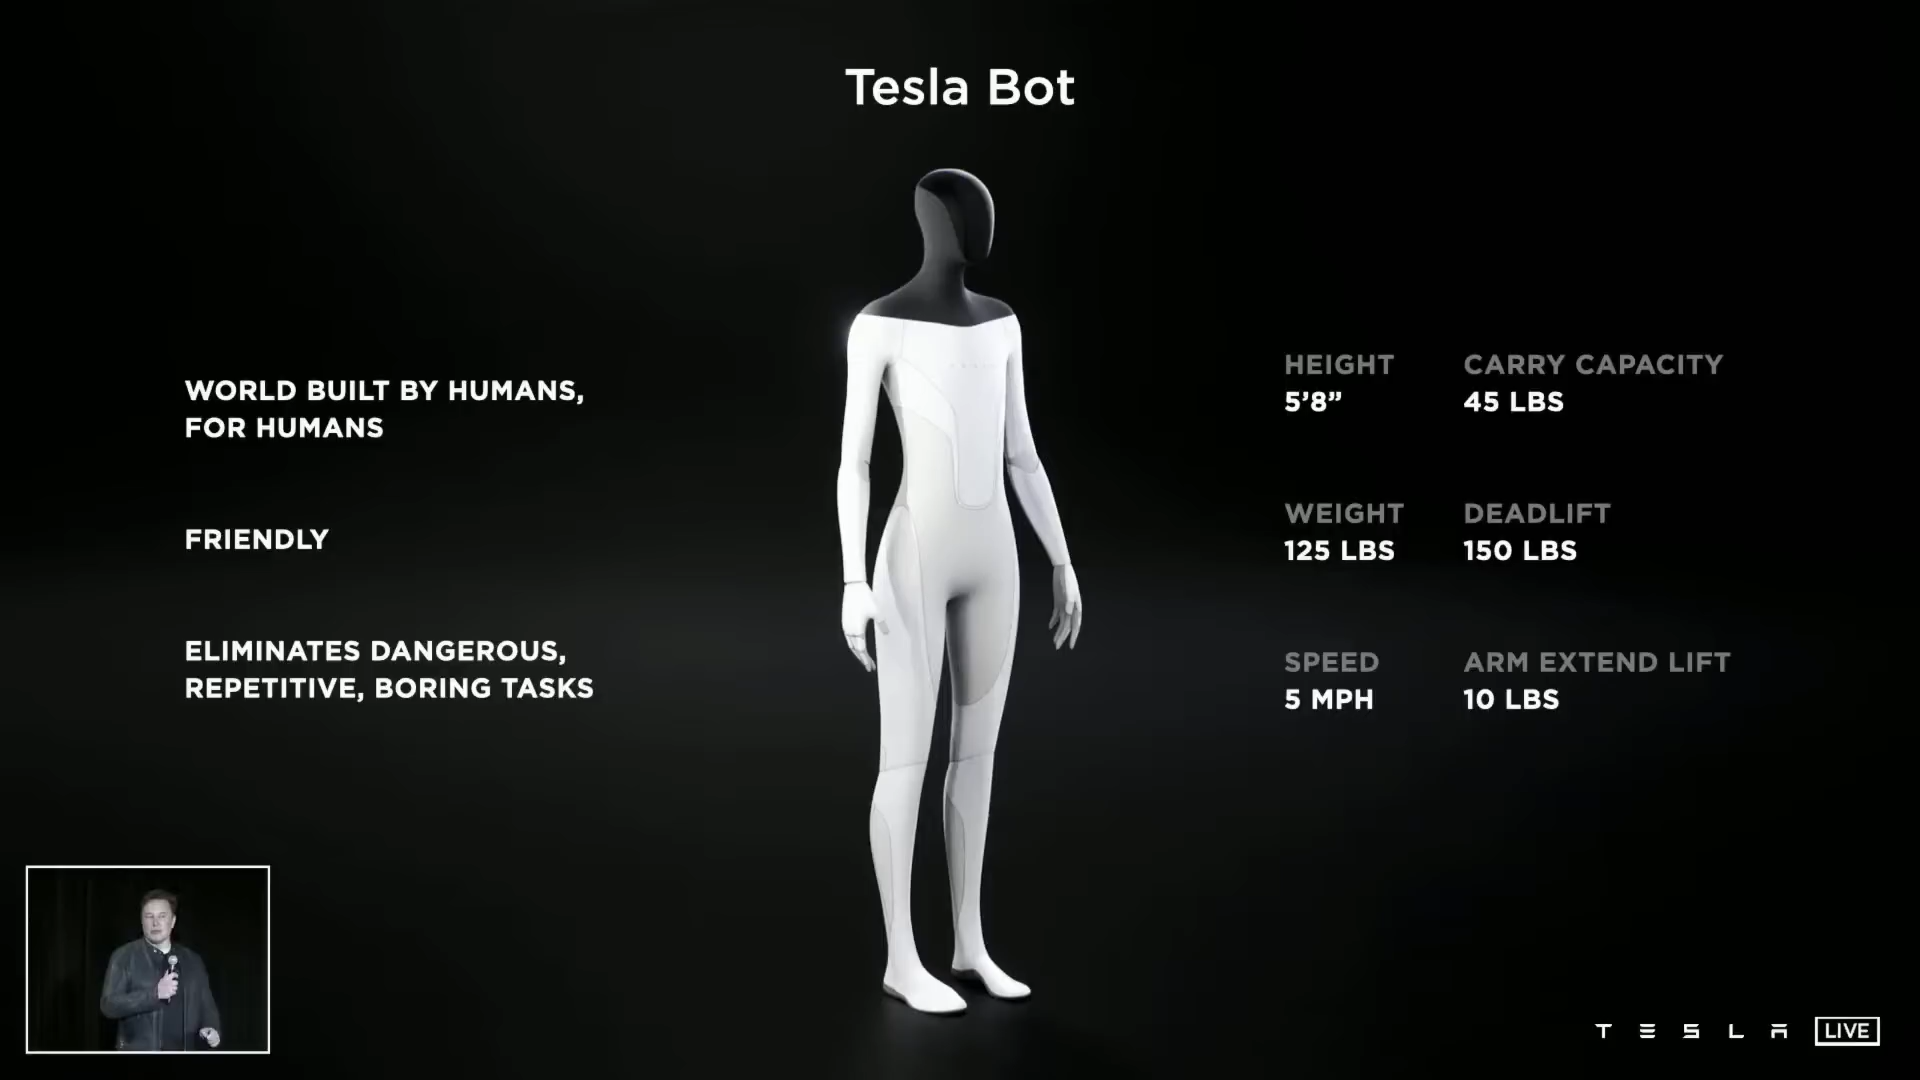 Tesla Bot
WORLD BUILT BY HUMANS,
FOR HUMANS
FRIENDLY
ELIMINATES DANGEROUS,
REPETITIVE, BORING TASKS
HEIGHT
5’8”
CARRY CAPACITY
45 LBS
WEIGHT
125 LBS
DEADLIFT
150 LBS
SPEED
5 MPH
ARM EXTEND LIFT
10 LBS
TESLA LIVE